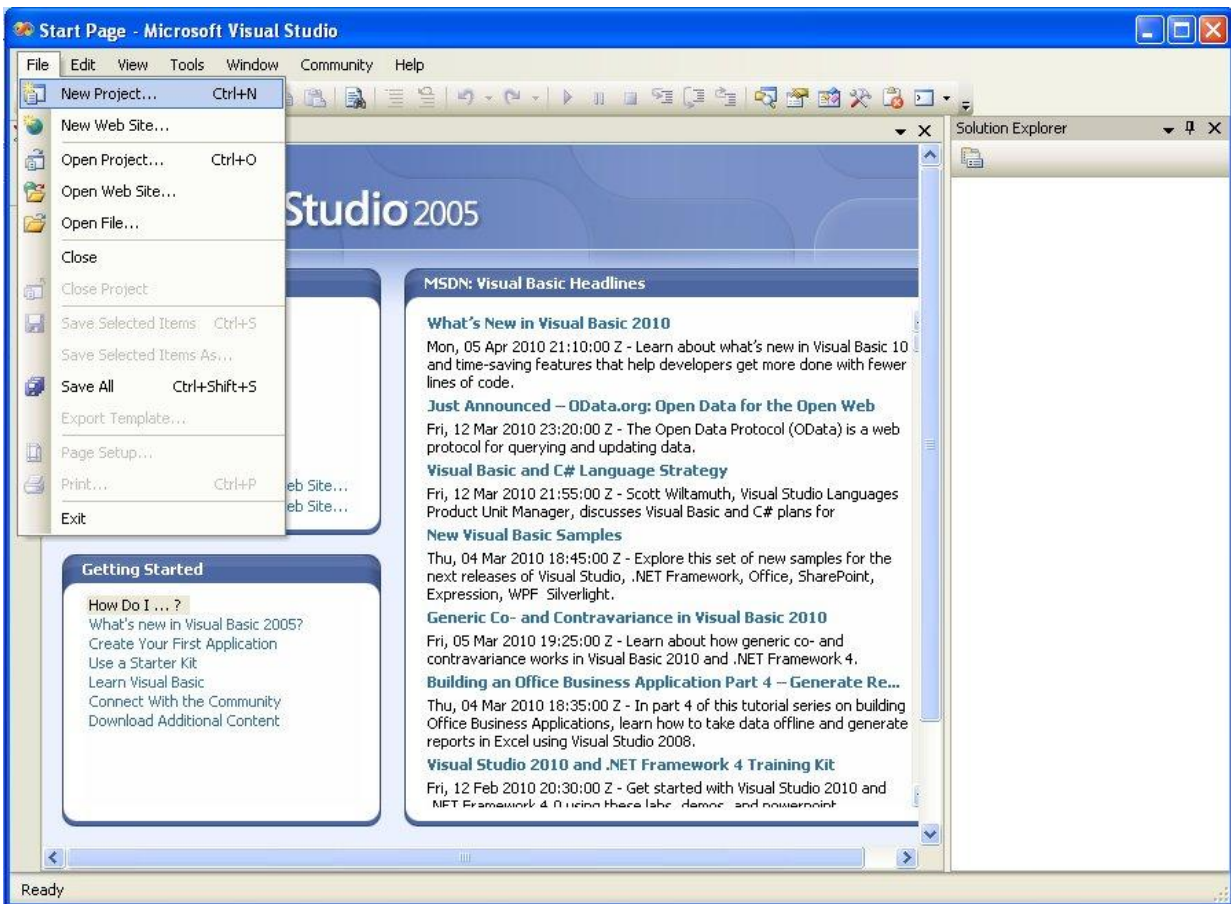 Start Page - Microsoft Visual Studio
File Edit View Tools Window Community Help
New Project... Ctrl+N
New Web Site...
Open Project... Ctrl+O
Open Web Site...
Open File...
Close
Close Project
Save Selected Items Ctrl+S
Save Selected Items As...
Save All Ctrl+Shift+S
Export Template...
Page Setup...
Print... Ctrl+P
Exit
Solution Explorer
Studio 2005
eb Site...
eb Site...
Getting Started
How Do I ... ?
What's new in Visual Basic 2005?
Create Your First Application
Use a Starter Kit
Learn Visual Basic
Connect With the Community
Download Additional Content
MSDN: Visual Basic Headlines
What's New in Visual Basic 2010
Mon, 05 Apr 2010 21:10:00 Z - Learn about what's new in Visual Basic 10
and time-saving features that help developers get more done with fewer
lines of code.
Just Announced – OData.org: Open Data for the Open Web
Fri, 12 Mar 2010 23:20:00 Z - The Open Data Protocol (OData) is a web
protocol for querying and updating data.
Visual Basic and C# Language Strategy
Fri, 12 Mar 2010 21:55:00 Z - Scott Wiltamuth, Visual Studio Languages
Product Unit Manager, discusses Visual Basic and C# plans for
New Visual Basic Samples
Thu, 04 Mar 2010 18:45:00 Z - Explore this set of new samples for the
next releases of Visual Studio, .NET Framework, Office, SharePoint,
Expression, WPF Silverlight.
Generic Co- and Contravariance in Visual Basic 2010
Fri, 05 Mar 2010 19:25:00 Z - Learn about how generic co- and
contravariance works in Visual Basic 2010 and .NET Framework 4.
Building an Office Business Application Part 4 – Generate Re...
Thu, 04 Mar 2010 18:35:00 Z - In part 4 of this tutorial series on building
Office Business Applications, learn how to take data offline and generate
reports in Excel using Visual Studio 2008.
Visual Studio 2010 and .NET Framework 4 Training Kit
Fri, 12 Feb 2010 20:30:00 Z - Get started with Visual Studio 2010 and
.NET Framework 4.0 using these labs, demos, and powerpoint
Ready